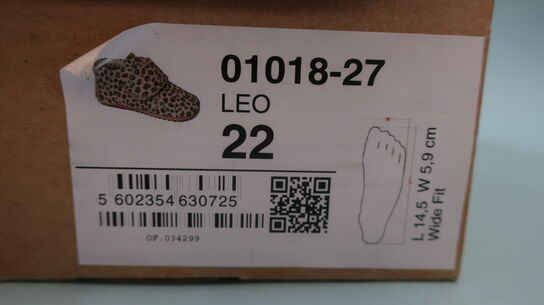 01018-27
LEO
22
5 602354 630725
OF.034299
L 14,5 W 5,9 cm
Wide Fit